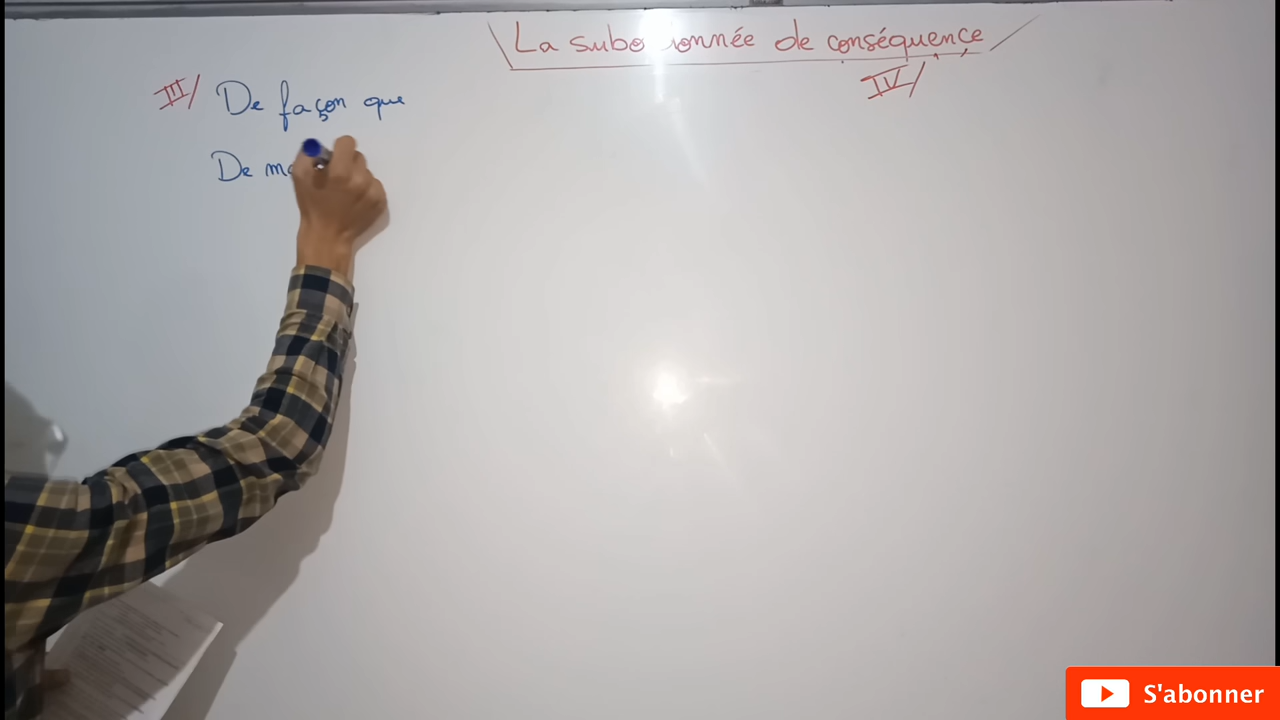 La subordonnée de conséquence
IV/
III/ De façon que
De
S'abonner